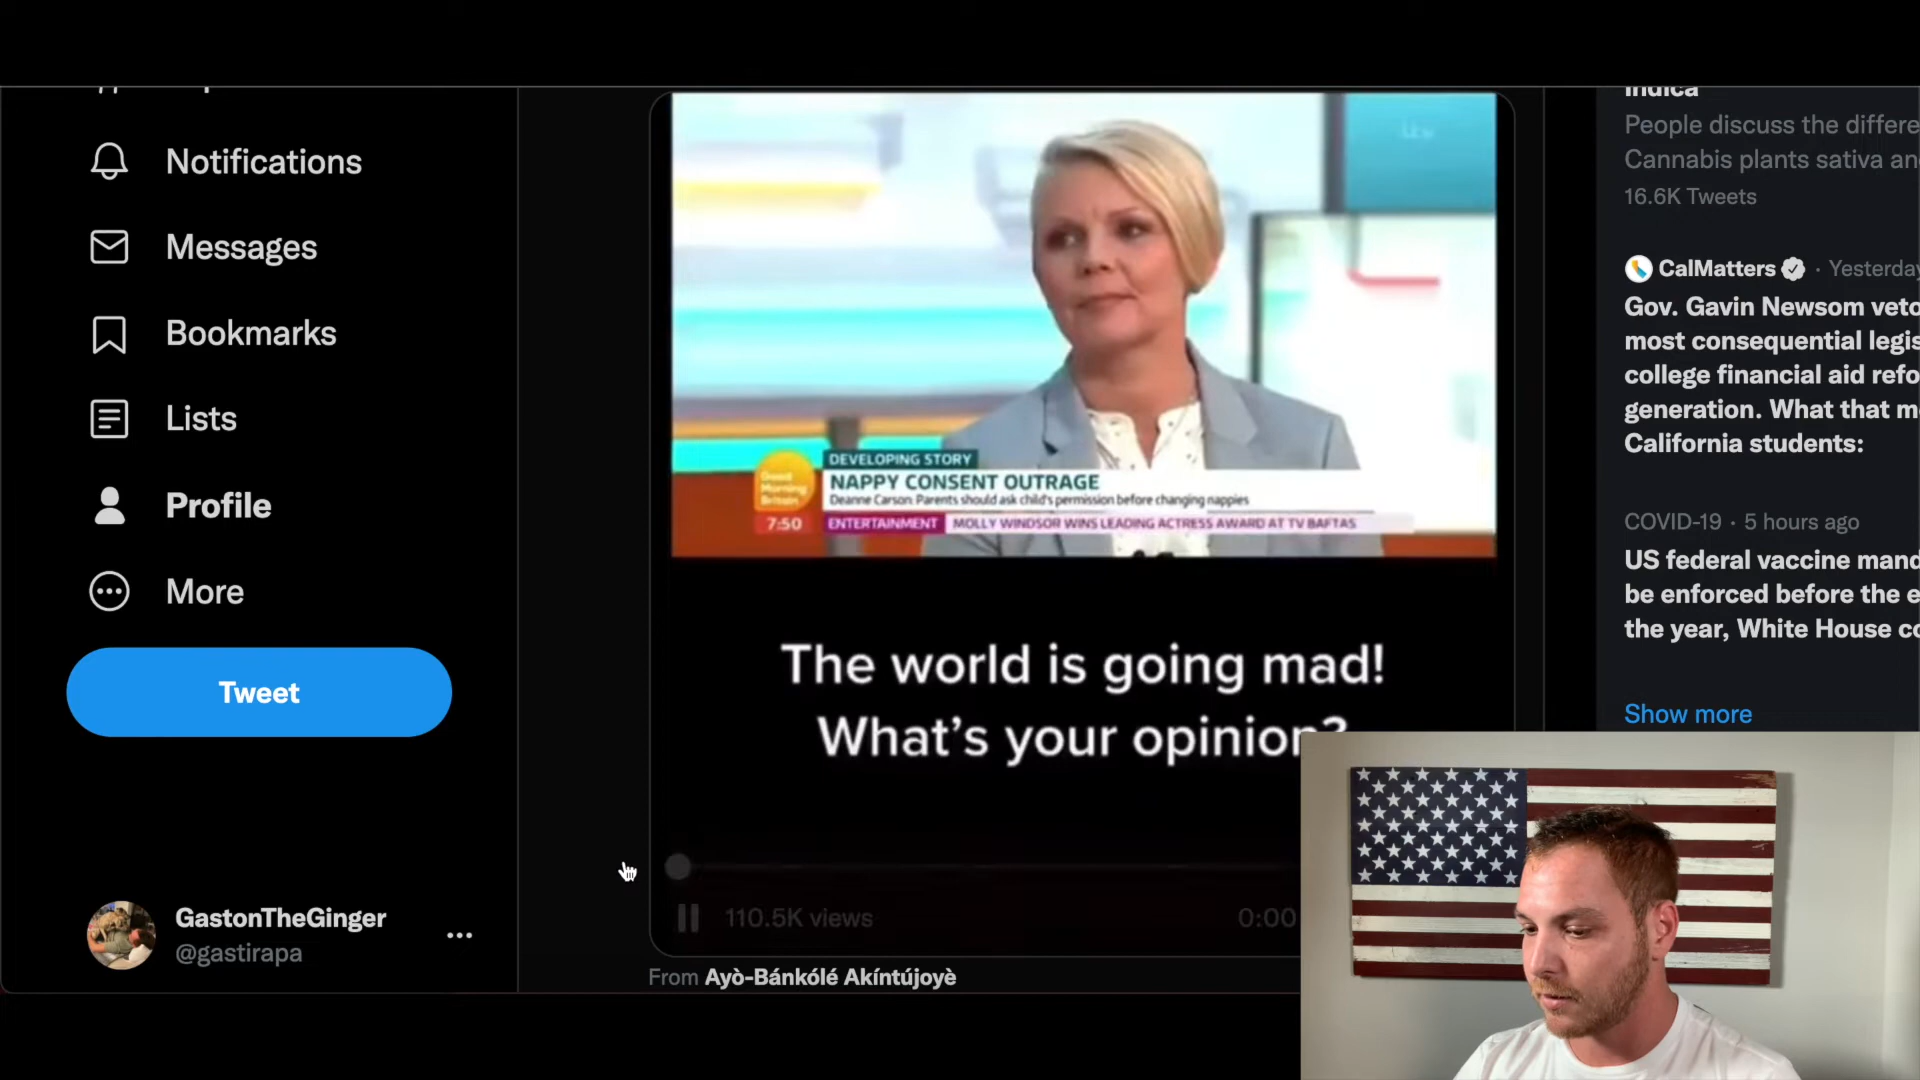 Notifications
Messages
Bookmarks
Lists
Profile
More
Tweet
GastonTheGinger
@gastirapa
itv
DEVELOPING STORY
NAPPY CONSENT OUTRAGE
Deanne Carson: Parents should ask child's permission before changing nappies
Good
Morning
Britain
7:50
ENTERTAINMENT
MOLLY WINDSOR WINS LEADING ACTRESS AWARD AT TV BAFTAS
The world is going mad!
What's your opinion?
110.5K views
0:00
From Ayò-Bánkólé Akíntújoyè
Indica
People discuss the differe
Cannabis plants sativa an
16.6K Tweets
CalMatters · Yesterday
Gov. Gavin Newsom veto
most consequential legis
college financial aid refo
generation. What that m
California students:
COVID-19 · 5 hours ago
US federal vaccine mand
be enforced before the e
the year, White House co
Show more